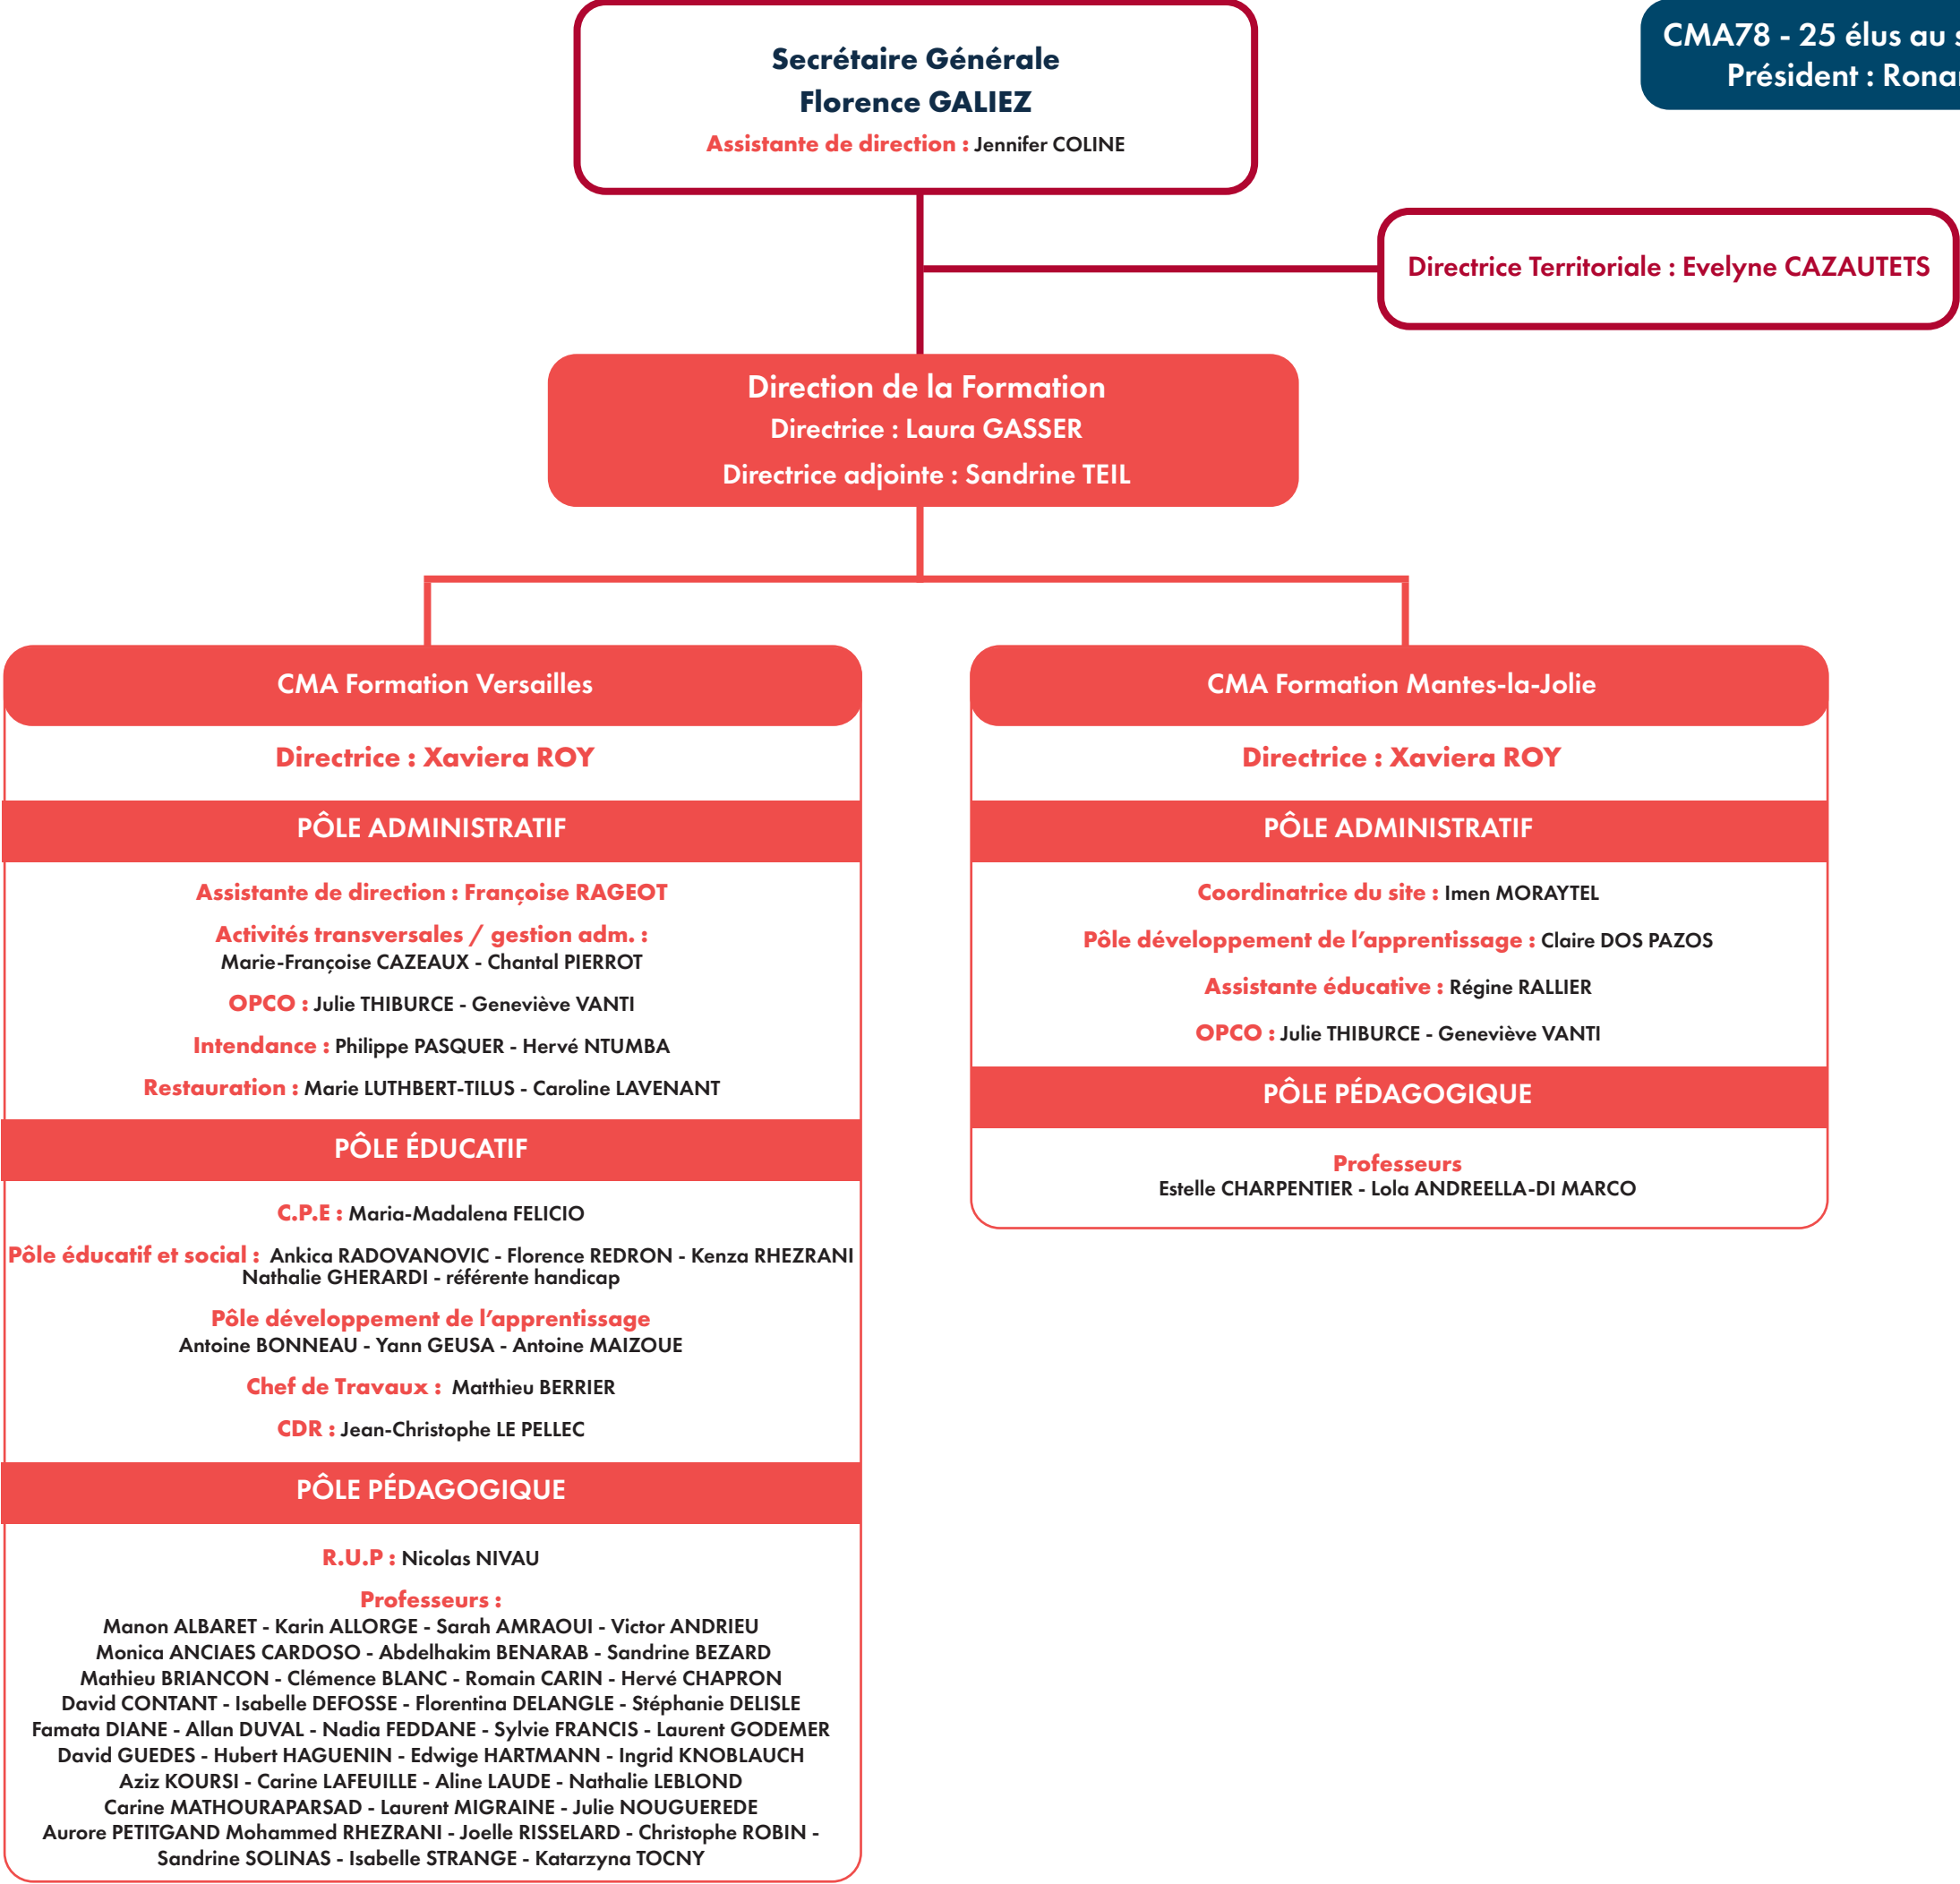 Secrétaire Générale
Florence GALIEZ
Assistante de direction : Jennifer COLINE
CMA78 - 25 élus au
Président :
Directrice Territoriale : Evelyne CAZAUTETS
Direction de la Formation
Directrice : Laura GASSER
Directrice adjointe : Sandrine TEIL
CMA Formation Versailles
Directrice : Xaviera ROY
PÔLE ADMINISTRATIF
Assistante de direction : Françoise RAGEOT
Activités transversales / gestion adm. :
Marie-Françoise CAZEAUX - Chantal PIERROT
OPCO : Julie THIBURCE - Geneviève VANTI
Intendance : Philippe PASQUER - Hervé NTUMBA
Restauration : Marie LUTHBERT-TILUS - Caroline LAVENANT
PÔLE ÉDUCATIF
C.P.E : Maria-Madalena FELICIO
Pôle éducatif et social : Ankica RADOVANOVIC - Florence REDRON - Kenza RHEZRANI
Nathalie GHERARDI - référente handicap
Pôle développement de l’apprentissage
Antoine BONNEAU - Yann GEUSA - Antoine MAIZOUE
Chef de Travaux : Matthieu BERRIER
CDR : Jean-Christophe LE PELLEC
PÔLE PÉDAGOGIQUE
R.U.P : Nicolas NIVAU
Professeurs :
Manon ALBARET - Karin ALLORGE - Sarah AMRAOUI - Victor ANDRIEU
Monica ANCIAES CARDOSO - Abdelhakim BENARAB - Sandrine BEZARD
Mathieu BRIANCON - Clémence BLANC - Romain CARIN - Hervé CHAPRON
David CONTANT - Isabelle DEFOSSE - Florentina DELANGLE - Stéphanie DELISLE
Famata DIANE - Allan DUVAL - Nadia FEDDANE - Sylvie FRANCIS - Laurent GODEMER
David GUEDES - Hubert HAGUENIN - Edwige HARTMANN - Ingrid KNOBLAUCH
Aziz KOURSI - Carine LAFEUILLE - Aline LAUDE - Nathalie LEBLOND
Carine MATHOURAPARSAD - Laurent MIGRAINE - Julie NOUGUEREDE
Aurore PETITGAND Mohammed RHEZRANI - Joelle RISSELARD - Christophe ROBIN -
Sandrine SOLINAS - Isabelle STRANGE - Katarzyna TOCNY
CMA Formation Mantes-la-Jolie
Directrice : Xaviera ROY
PÔLE ADMINISTRATIF
Coordinatrice du site : Imen MORAYTEL
Pôle développement de l’apprentissage : Claire DOS PAZOS
Assistante éducative : Régine RALLIER
OPCO : Julie THIBURCE - Geneviève VANTI
PÔLE PÉDAGOGIQUE
Professeurs
Estelle CHARPENTIER - Lola ANDREELLA-DI MARCO